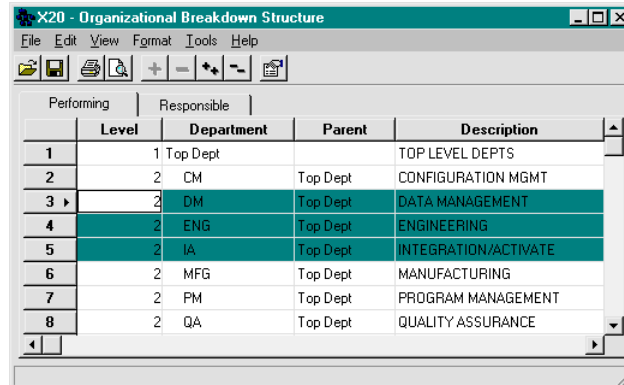 X20 - Organizational Breakdown Structure
File Edit View Format Tools Help
Performing Responsible
Level Department Parent Description
1 1 Top Dept TOP LEVEL DEPTS
2 2 CM Top Dept CONFIGURATION MGMT
3 2 DM Top Dept DATA MANAGEMENT
4 2 ENG Top Dept ENGINEERING
5 2 IA Top Dept INTEGRATION/ACTIVATE
6 2 MFG Top Dept MANUFACTURING
7 2 PM Top Dept PROGRAM MANAGEMENT
8 2 QA Top Dept QUALITY ASSURANCE